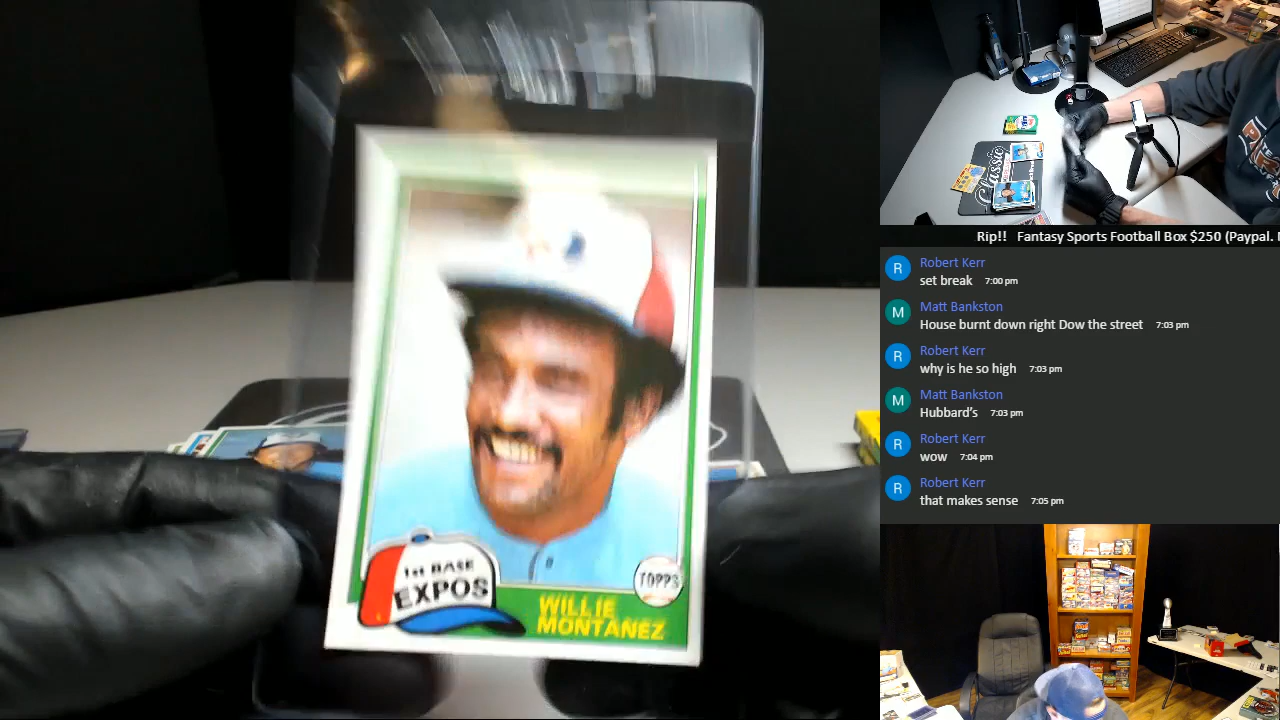 1st BASE
EXPOS
TOPPS
WILLIE
MONTANEZ
Classic
Rip!! Fantasy Sports Football Box $250 (Paypal.
Robert Kerr
set break 7:00 pm
Matt Bankston
House burnt down right Dow the street 7:03 pm
Robert Kerr
why is he so high 7:03 pm
Matt Bankston
Hubbard's 7:03 pm
Robert Kerr
wow 7:04 pm
Robert Kerr
that makes sense 7:05 pm
R
M
R
M
R
R